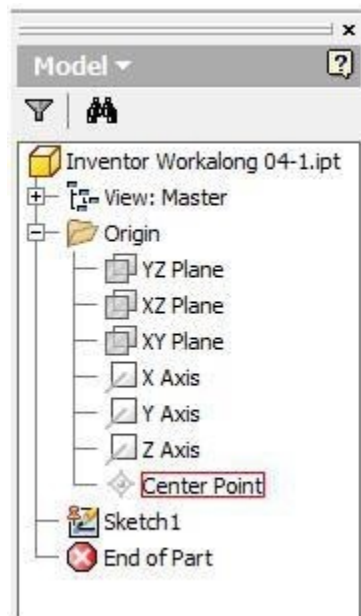 Model
Inventor Workalong 04-1.ipt
View: Master
Origin
YZ Plane
XZ Plane
XY Plane
X Axis
Y Axis
Z Axis
Center Point
Sketch1
End of Part